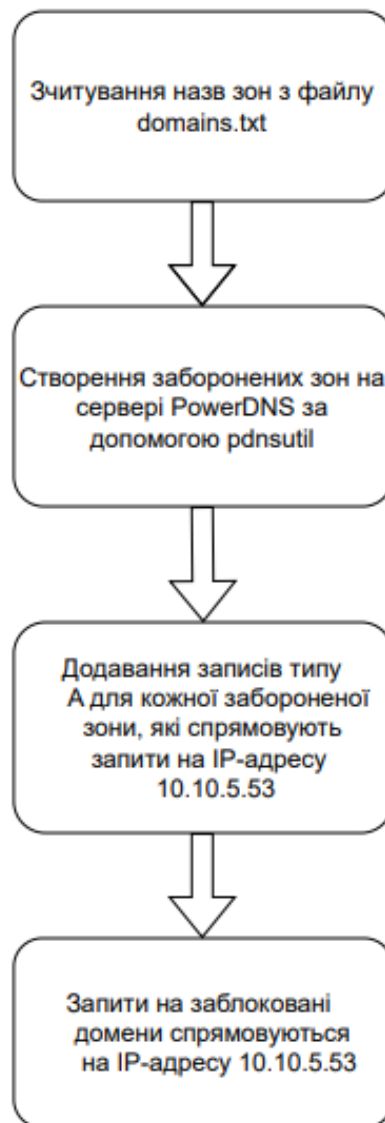 Зчитування назв зон з файлу
domains.txt
Створення заборонених зон на
сервері PowerDNS за
допомогою pdnsutil
Додавання записів типу
А для кожної забороненої
зони, які спрямовують
запити на IP-адресу
10.10.5.53
Запити на заблоковані
домени спрямовуються
на IP-адресу 10.10.5.53